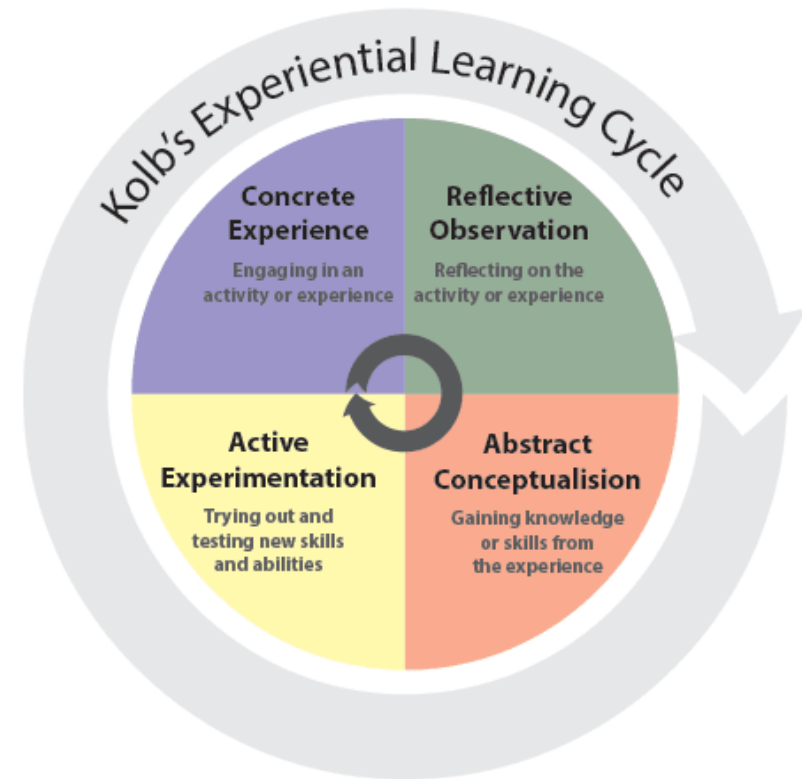 Kolb's Experiential Learning Cycle
Concrete
Experience
Engaging in an
activity or experience
Reflective
Observation
Reflecting on the
activity or experience
Active
Experimentation
Trying out and
testing new skills
and abilities
Abstract
Conceptualision
Gaining knowledge
or skills from
the experience